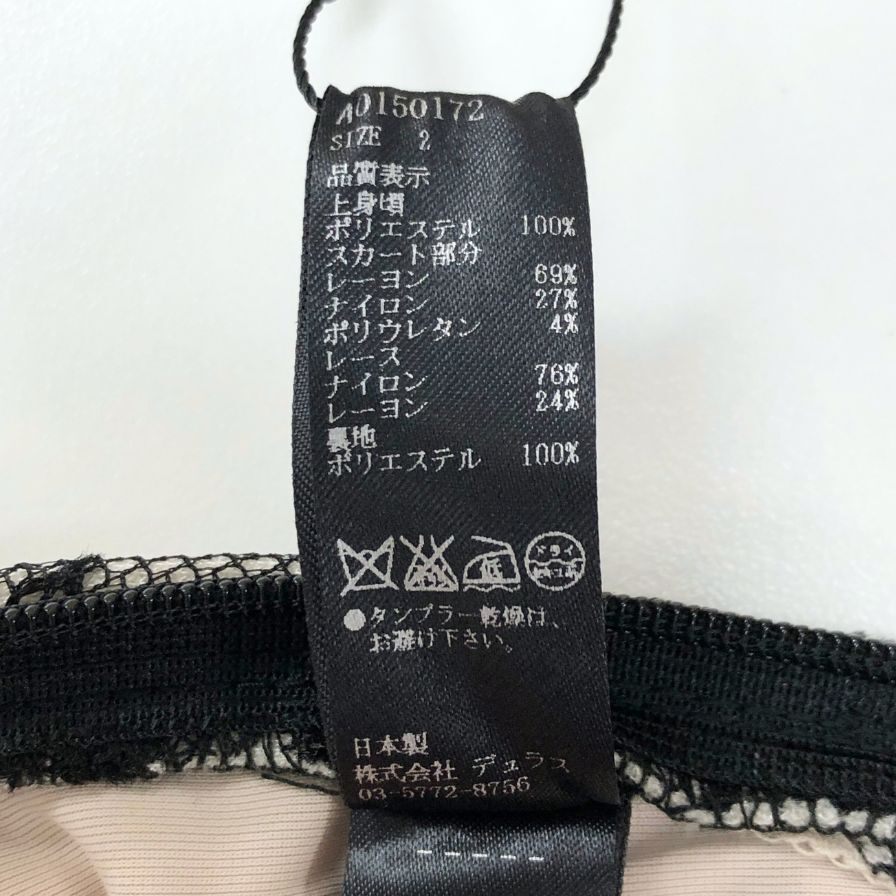 A0150172
SIZE 2
品質表示
上身頃
ポリエステル 100%
スカート部分
レーヨン 69%
ナイロン 27%
ポリウレタン 4%
レース
ナイロン 76%
レーヨン 24%
裏地
ポリエステル 100%
低 ドライ
●タンブラー乾燥は、
お避け下さい。
日本製
株式会社 デュラス
03-5772-8756